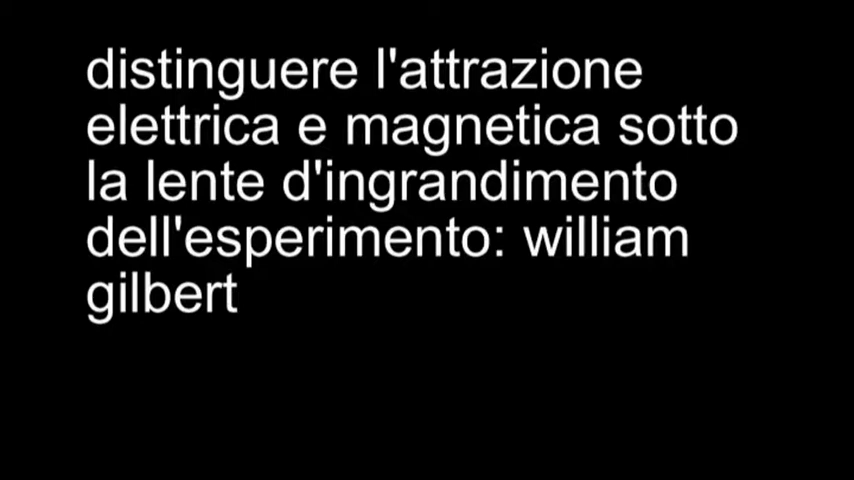 distinguere l'attrazione
elettrica e magnetica sotto
la lente d'ingrandimento
dell'esperimento: william
gilbert